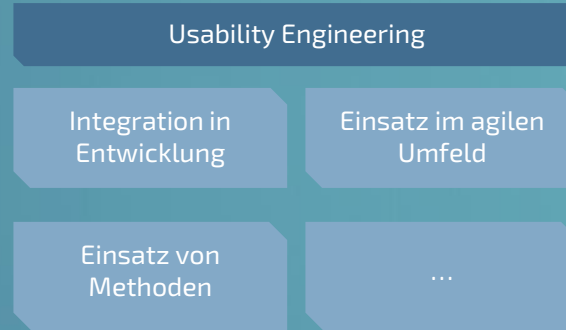 Usability Engineering
Integration in
Entwicklung
Einsatz im agilen
Umfeld
Einsatz von
Methoden
…